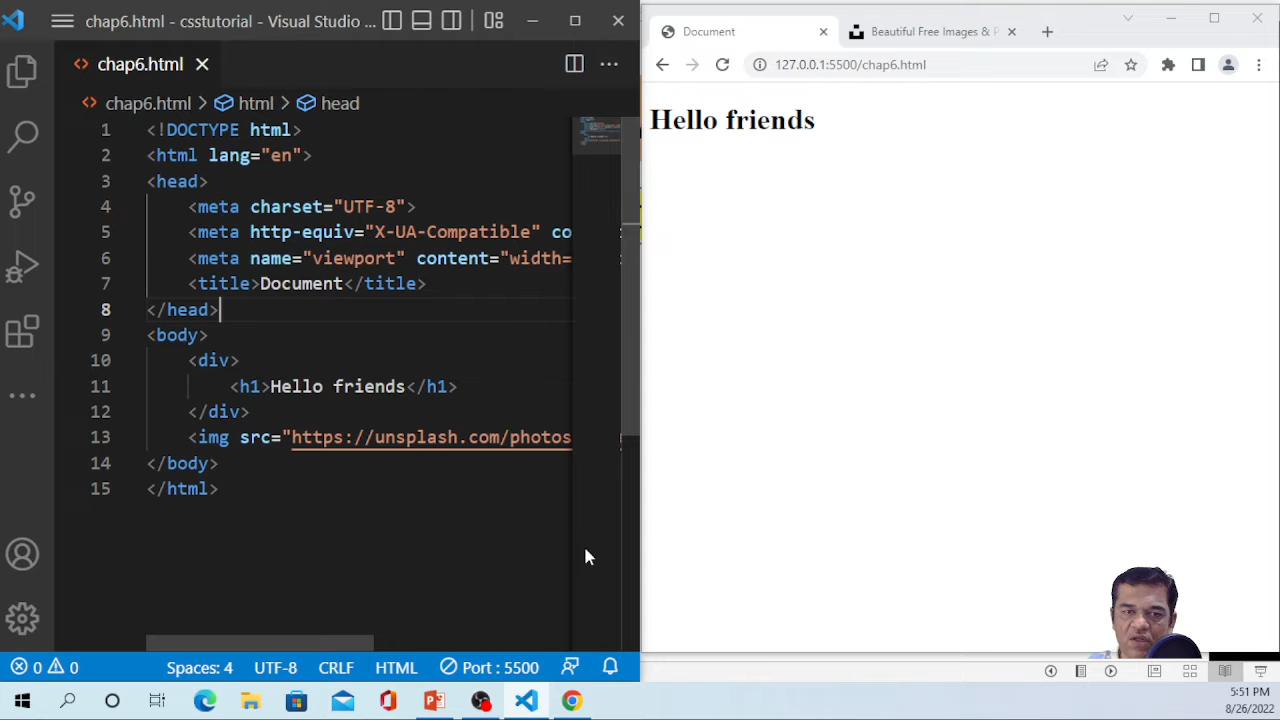 chap6.html - csstutorial - Visual Studio ...
chap6.html
chap6.html > html > head
1 <!DOCTYPE html>
2 <html lang="en">
3 <head>
4 <meta charset="UTF-8">
5 <meta http-equiv="X-UA-Compatible" co
6 <meta name="viewport" content="width=
7 <title>Document</title>
8 </head>
9 <body>
10 <div>
11 <h1>Hello friends</h1>
12 </div>
13 <img src="https://unsplash.com/photos
14 </body>
15 </html>
0 0 Spaces: 4 UTF-8 CRLF HTML Port : 5500
Document
Beautiful Free Images & P
127.0.0.1:5500/chap6.html
Hello friends
5:51 PM
8/26/2022